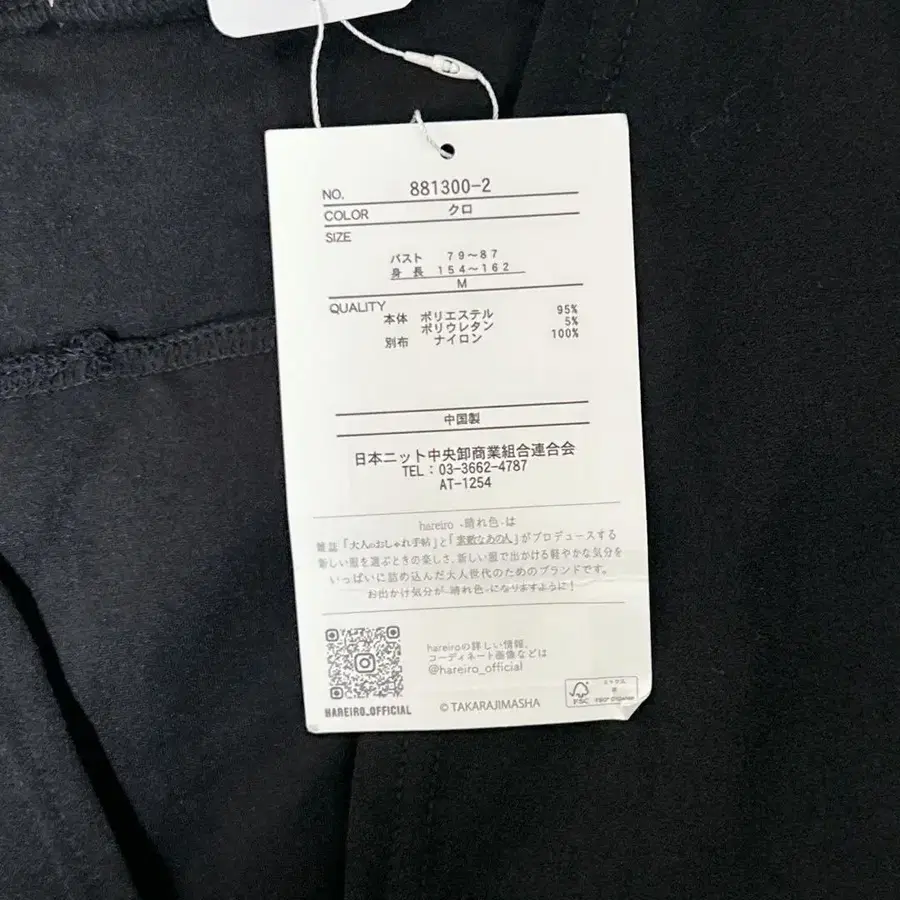 NO. 881300-2
COLOR クロ
SIZE
バスト 79～87
身長 154～162
M
QUALITY
本体 ポリエステル 95%
ポリウレタン 5%
別布 ナイロン 100%
中国製
日本ニット中央卸商業組合連合会
TEL：03-3662-4787
AT-1254
hareiro -晴れ色-は
雑誌「大人のおしゃれ手帖」と「素敵なあの人」がプロデュースする
新しい服を選ぶときの楽しさ、新しい服で出かける軽やかな気分を
いっぱいに詰め込んだ大人世代のためのブランドです。
お出かけ気分が-晴れ色-になりますように！
hareiroの詳しい情報、
コーディネート画像などは
@hareiro_official
HAREIRO_OFFICIAL
©TAKARAJIMASHA
ミックス
FSC